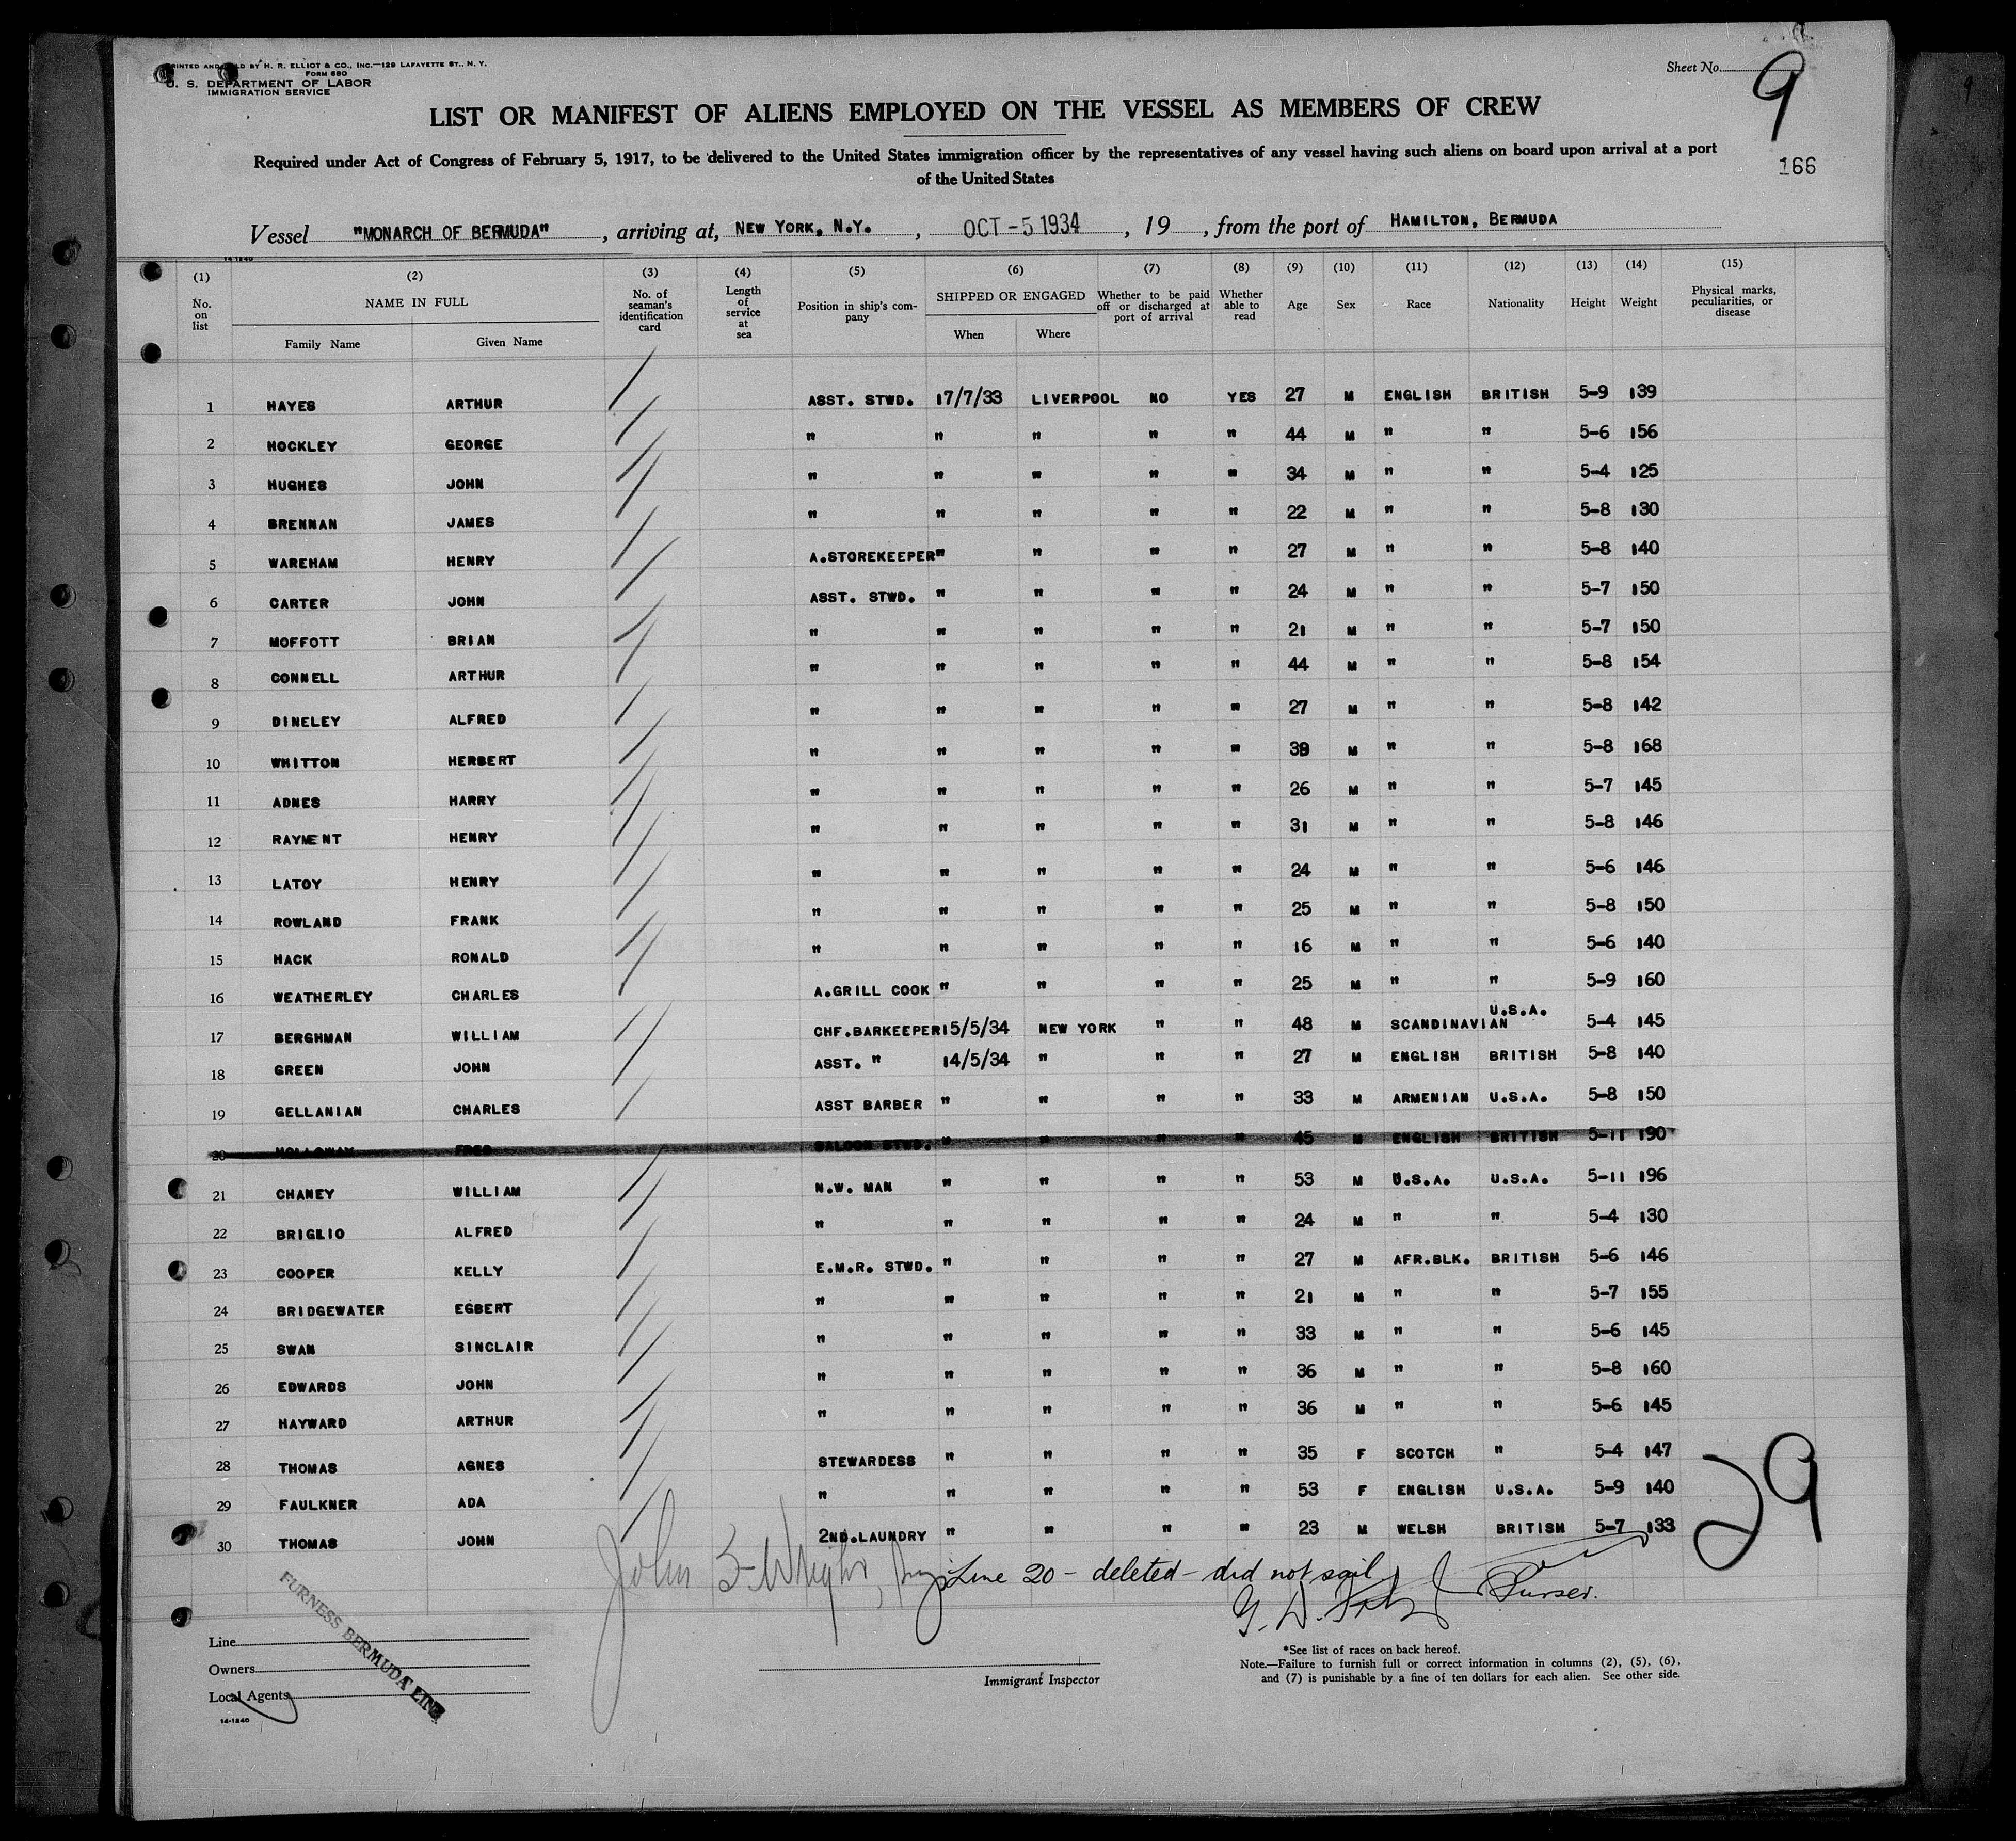 PRINTED AND SOLD BY H. R. ELLIOT & CO., INC.—129 LAFAYETTE ST., N. Y.
FORM 680
U. S. DEPARTMENT OF LABOR
IMMIGRATION SERVICE
Sheet No. 9
LIST OR MANIFEST OF ALIENS EMPLOYED ON THE VESSEL AS MEMBERS OF CREW
Required under Act of Congress of February 5, 1917, to be delivered to the United States immigration officer by the representatives of any vessel having such aliens on board upon arrival at a port
of the United States
166
Vessel "MONARCH OF BERMUDA", arriving at, NEW YORK, N.Y., OCT -5 1934, 19 , from the port of HAMILTON, BERMUDA
14-1240
(1) (2) (3) (4) (5) (6) (7) (8) (9) (10) (11) (12) (13) (14) (15)
No. on list NAME IN FULL Family Name Given Name No. of seaman's identification card Length of service at sea Position in ship's company SHIPPED OR ENGAGED When Where Whether to be paid off or discharged at port of arrival Whether able to read Age Sex Race Nationality Height Weight Physical marks, peculiarities, or disease
1 HAYES ARTHUR ASST. STWD. 17/7/33 LIVERPOOL NO YES 27 M ENGLISH BRITISH 5-9 139
2 HOCKLEY GEORGE " " " " " 44 M " " 5-6 156
3 HUGHES JOHN " " " " " 34 M " " 5-4 125
4 BRENNAN JAMES " " " " " 22 M " " 5-8 130
5 WAREHAM HENRY A.STOREKEEPER " " " " 27 M " " 5-8 140
6 CARTER JOHN ASST. STWD. " " " " 24 M " " 5-7 150
7 MOFFOTT BRIAN " " " " " 21 M " " 5-7 150
8 CONNELL ARTHUR " " " " " 44 M " " 5-8 154
9 DINELEY ALFRED " " " " " 27 M " " 5-8 142
10 WHITTON HERBERT " " " " " 39 M " " 5-8 168
11 ADNES HARRY " " " " " 26 M " " 5-7 145
12 RAYMENT HENRY " " " " " 31 M " " 5-8 146
13 LATOY HENRY " " " " " 24 M " " 5-6 146
14 ROWLAND FRANK " " " " " 25 M " " 5-8 150
15 HACK RONALD " " " " " 16 M " " 5-6 140
16 WEATHERLEY CHARLES A.GRILL COOK " " " " 25 M " " 5-9 160
17 BERGHMAN WILLIAM CHF.BARKEEPER 15/5/34 NEW YORK " " 48 M SCANDINAVIAN U.S.A. 5-4 145
18 GREEN JOHN ASST. " 14/5/34 " " " 27 M ENGLISH BRITISH 5-8 140
19 GELLANIAN CHARLES ASST BARBER " " " " 33 M ARMENIAN U.S.A. 5-8 150
20 HOLLOWAY FRED SALOON STWD. " " " " 45 M ENGLISH BRITISH 5-11 190
21 CHANEY WILLIAM N.W. MAN " " " " 53 M U.S.A. U.S.A. 5-11 196
22 BRIGLIO ALFRED " " " " " 24 M " " 5-4 130
23 COOPER KELLY E.M.R. STWD. " " " " 27 M AFR.BLK. BRITISH 5-6 146
24 BRIDGEWATER EGBERT " " " " " 21 M " " 5-7 155
25 SWAN SINCLAIR " " " " " 33 M " " 5-6 145
26 EDWARDS JOHN " " " " " 36 M " " 5-8 160
27 HAYWARD ARTHUR " " " " " 36 M " " 5-6 145
28 THOMAS AGNES STEWARDESS " " " " 35 F SCOTCH " 5-4 147
29 FAULKNER ADA " " " " " 53 F ENGLISH U.S.A. 5-9 140
30 THOMAS JOHN 2ND.LAUNDRY " " " " 23 M WELSH BRITISH 5-7 133
29
John Wright, Line 20 - deleted - did not sail
G. W. Purser.
FURNESS BERMUDA LINE
Line
Owners
Local Agents
14-1240
Immigrant Inspector
*See list of races on back hereof.
Note.—Failure to furnish full or correct information in columns (2), (5), (6),
and (7) is punishable by a fine of ten dollars for each alien. See other side.